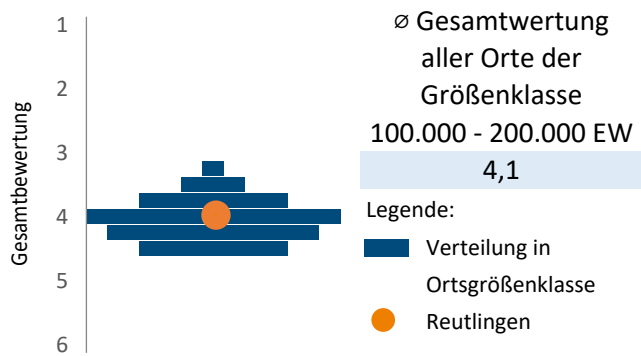 Gesamtbewertung
1
2
3
4
5
6
⌀ Gesamtwertung
aller Orte der
Größenklasse
100.000 - 200.000 EW
4,1
Legende:
Verteilung in
Ortsgrößenklasse
Reutlingen